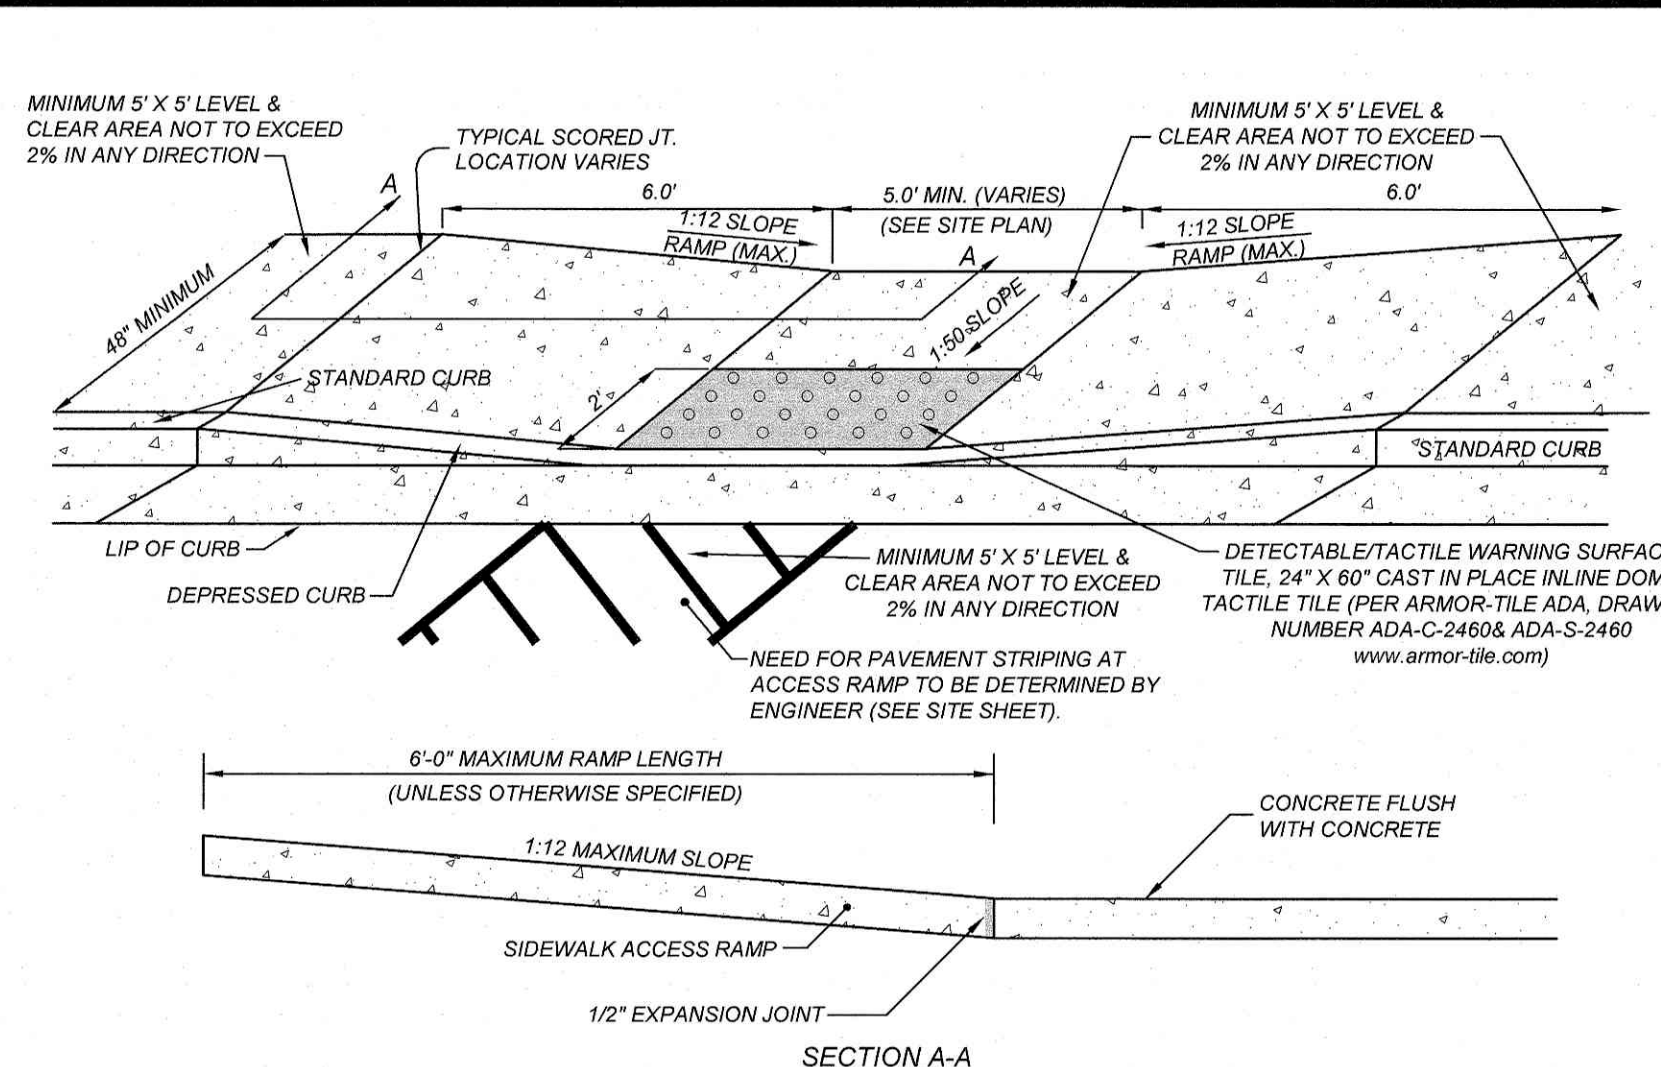 MINIMUM 5' X 5' LEVEL &
CLEAR AREA NOT TO EXCEED
2% IN ANY DIRECTION
A
TYPICAL SCORED JT.
LOCATION VARIES
MINIMUM 5' X 5' LEVEL &
CLEAR AREA NOT TO EXCEED
2% IN ANY DIRECTION
6.0'
5.0' MIN. (VARIES)
(SEE SITE PLAN)
6.0'
1:12 SLOPE
RAMP (MAX.)
1:12 SLOPE
RAMP (MAX.)
A
48" MINIMUM
1:50 SLOPE
STANDARD CURB
2'
STANDARD CURB
LIP OF CURB
DEPRESSED CURB
MINIMUM 5' X 5' LEVEL &
CLEAR AREA NOT TO EXCEED
2% IN ANY DIRECTION
DETECTABLE/TACTILE WARNING SURFAC
TILE, 24" X 60" CAST IN PLACE INLINE DOM
TACTILE TILE (PER ARMOR-TILE ADA, DRAW
NUMBER ADA-C-2460& ADA-S-2460
www.armor-tile.com)
NEED FOR PAVEMENT STRIPING AT
ACCESS RAMP TO BE DETERMINED BY
ENGINEER (SEE SITE SHEET).
6'-0" MAXIMUM RAMP LENGTH
(UNLESS OTHERWISE SPECIFIED)
1:12 MAXIMUM SLOPE
CONCRETE FLUSH
WITH CONCRETE
SIDEWALK ACCESS RAMP
1/2" EXPANSION JOINT
SECTION A-A